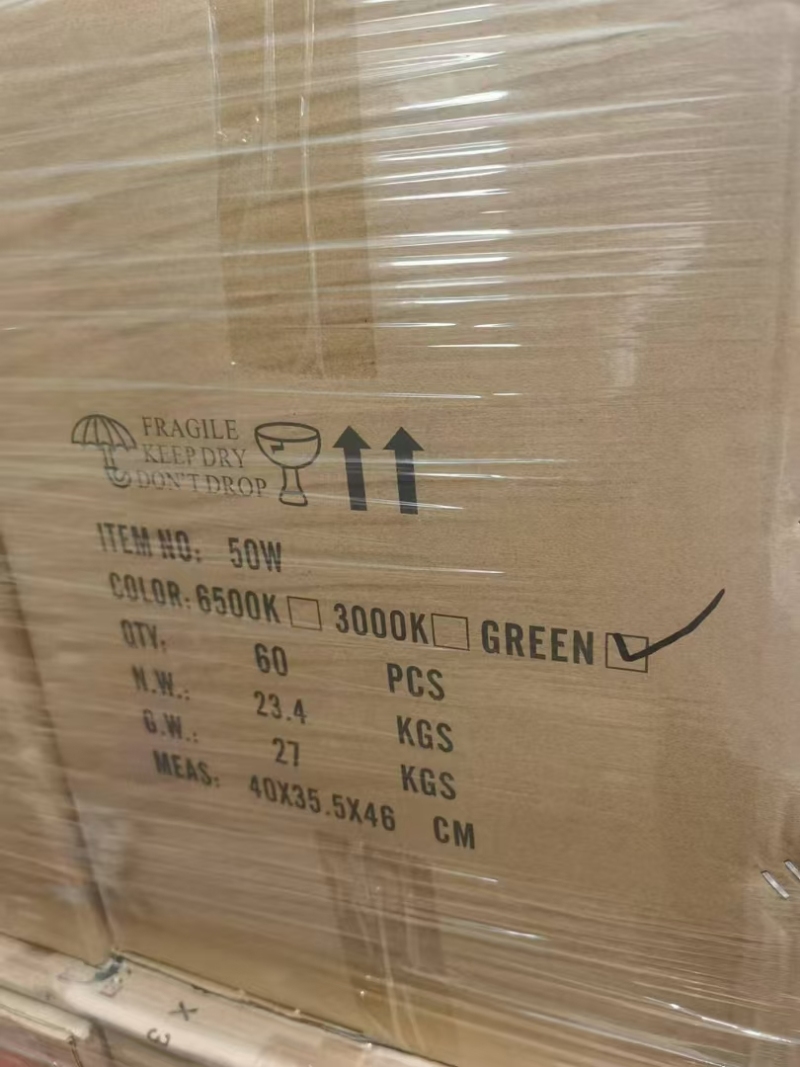 FRAGILE
KEEP DRY
DON'T DROP
ITEM NO: 50W
COLOR: 6500K 3000K GREEN
QTY: 60 PCS
N.W.: 23.4 KGS
G.W.: 27 KGS
MEAS: 40X35.5X46 CM
X
3